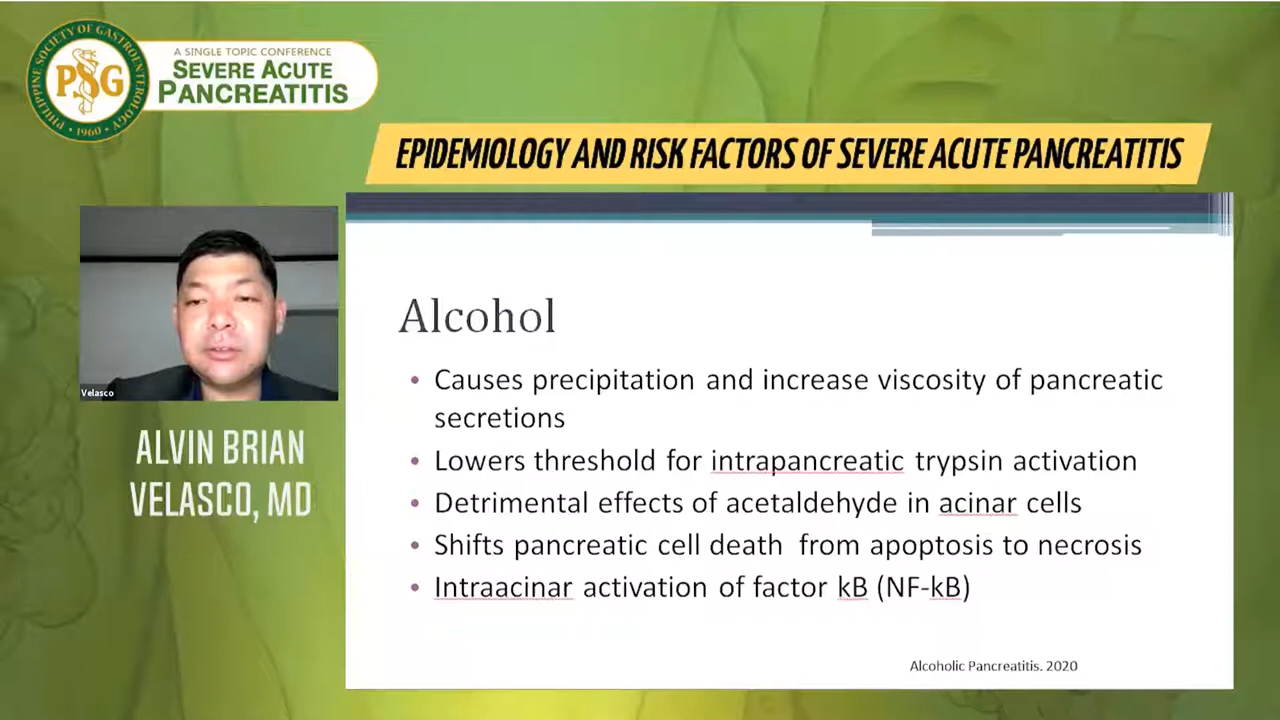 PHILIPPINE SOCIETY OF GASTROENTEROLOGY
PSG
• 1960 •
A SINGLE TOPIC CONFERENCE
SEVERE ACUTE
PANCREATITIS
EPIDEMIOLOGY AND RISK FACTORS OF SEVERE ACUTE PANCREATITIS
Velasco
ALVIN BRIAN
VELASCO, MD
Alcohol
• Causes precipitation and increase viscosity of pancreatic
secretions
• Lowers threshold for intrapancreatic trypsin activation
• Detrimental effects of acetaldehyde in acinar cells
• Shifts pancreatic cell death from apoptosis to necrosis
• Intraacinar activation of factor kB (NF-kB)
Alcoholic Pancreatitis. 2020